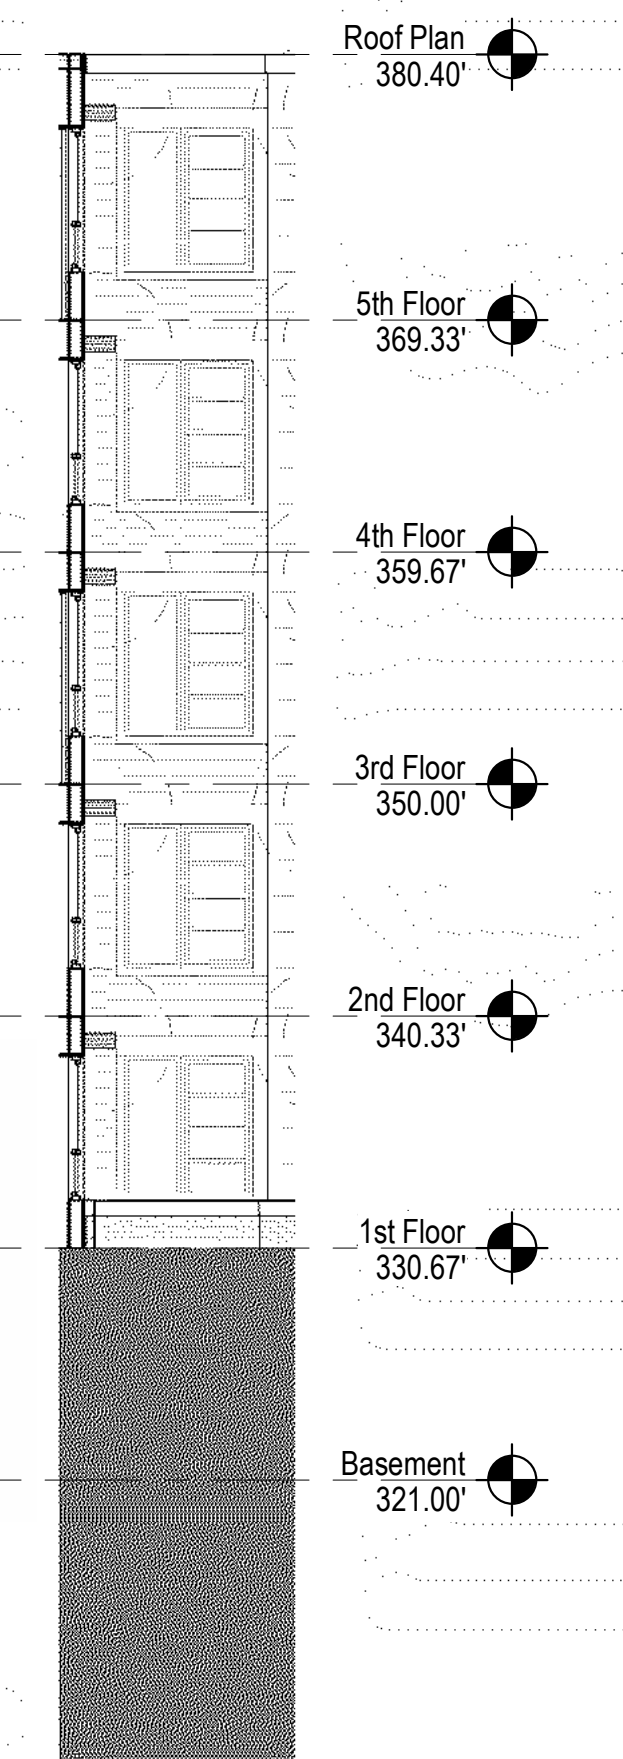 Roof Plan
380.40'
5th Floor
369.33'
4th Floor
359.67'
3rd Floor
350.00'
2nd Floor
340.33'
1st Floor
330.67'
Basement
321.00'